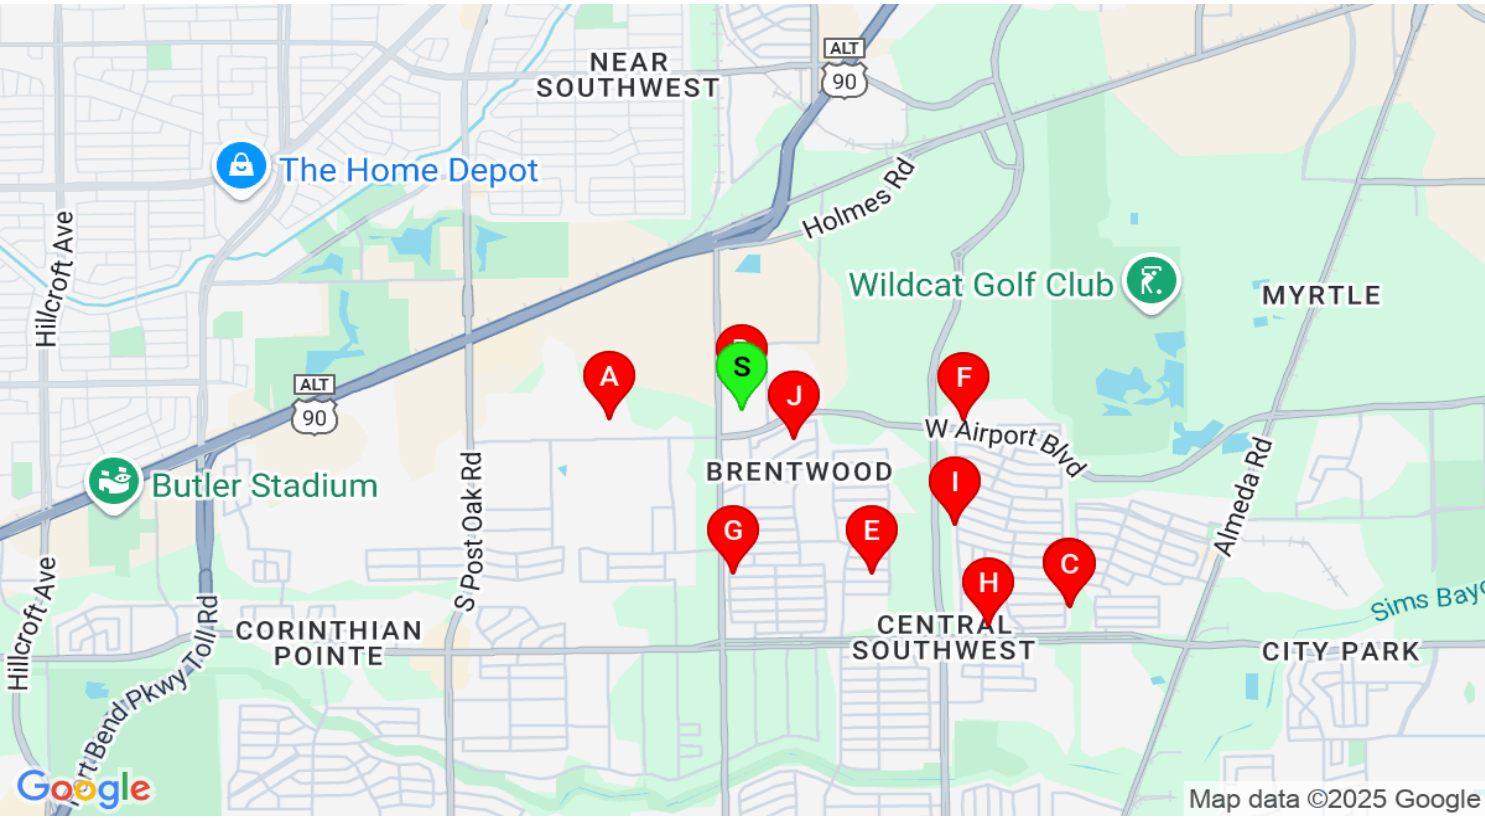 NEAR
SOUTHWEST
ALT
90
The Home Depot
Holmes Rd
Hillcroft Ave
Wildcat Golf Club
MYRTLE
S
A
J
F
ALT
90
W Airport Blvd
BRENTWOOD
Butler Stadium
S Post Oak Rd
Almeda Rd
I
G
E
C
H
Hillcroft Ave
Fort Bend Pkwy Toll Rd
CORINTHIAN
POINTE
CENTRAL
SOUTHWEST
CITY PARK
Sims Bayo
Google
Map data ©2025 Google